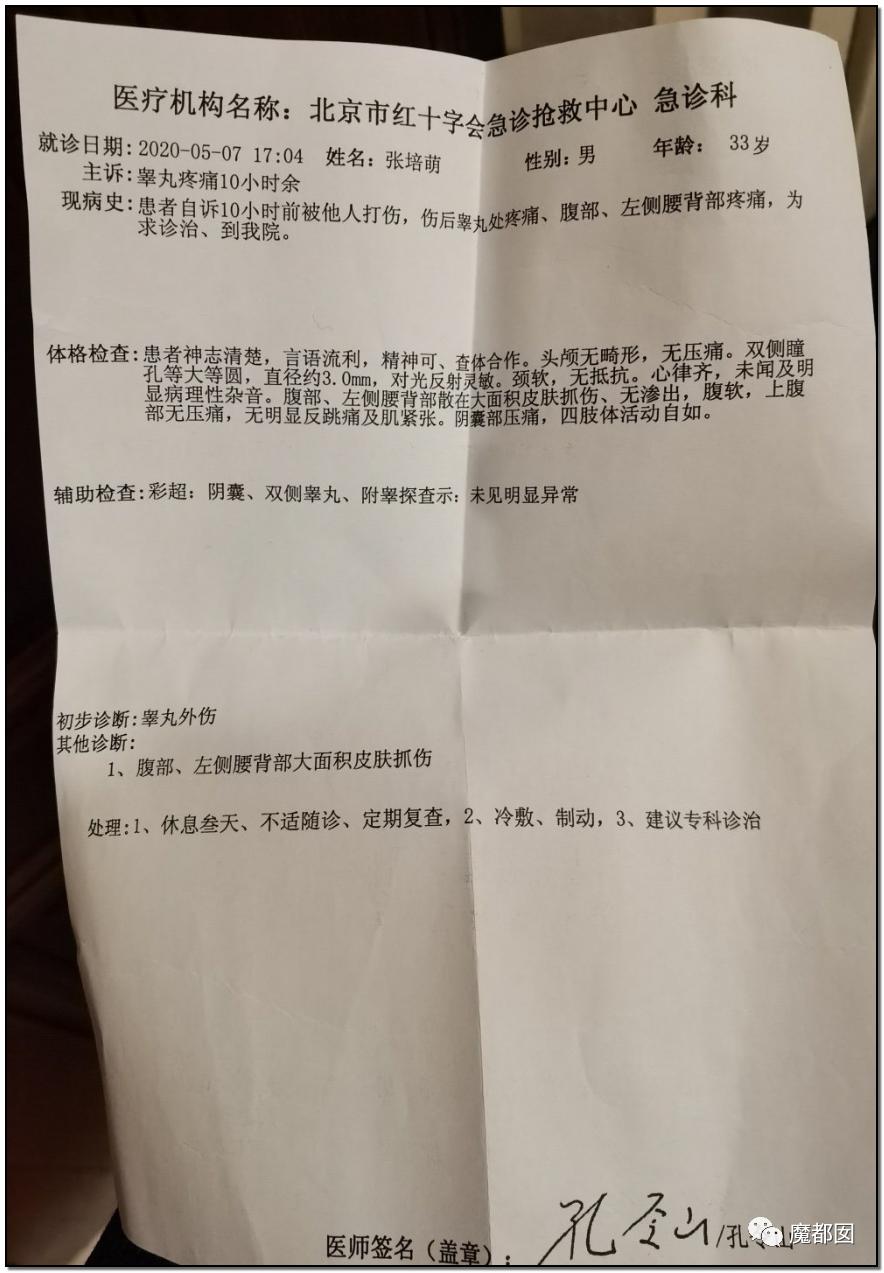 医疗机构名称：北京市红十字会急诊抢救中心 急诊科
就诊日期：2020-05-07 17:04 姓名：张培萌 性别：男 年龄： 33岁
主诉：睾丸疼痛10小时余
现病史：患者自诉10小时前被他人打伤，伤后睾丸处疼痛、腹部、左侧腰背部疼痛，为
求诊治、到我院。
体格检查：患者神志清楚，言语流利，精神可、查体合作。头颅无畸形，无压痛。双侧瞳
孔等大等圆，直径约3.0mm，对光反射灵敏。颈软，无抵抗。心律齐，未闻及明
显病理性杂音。腹部、左侧腰背部散在大面积皮肤抓伤、无渗出，腹软，上腹
部无压痛，无明显反跳痛及肌紧张。阴囊部压痛，四肢体活动自如。
辅助检查：彩超：阴囊、双侧睾丸、附睾探查示：未见明显异常
初步诊断：睾丸外伤
其他诊断：
1、腹部、左侧腰背部大面积皮肤抓伤
处理：1、休息叁天、不适随诊、定期复查，2、冷敷、制动，3、建议专科诊治
医师签名（盖章）：孔令山/孔
魔都囡